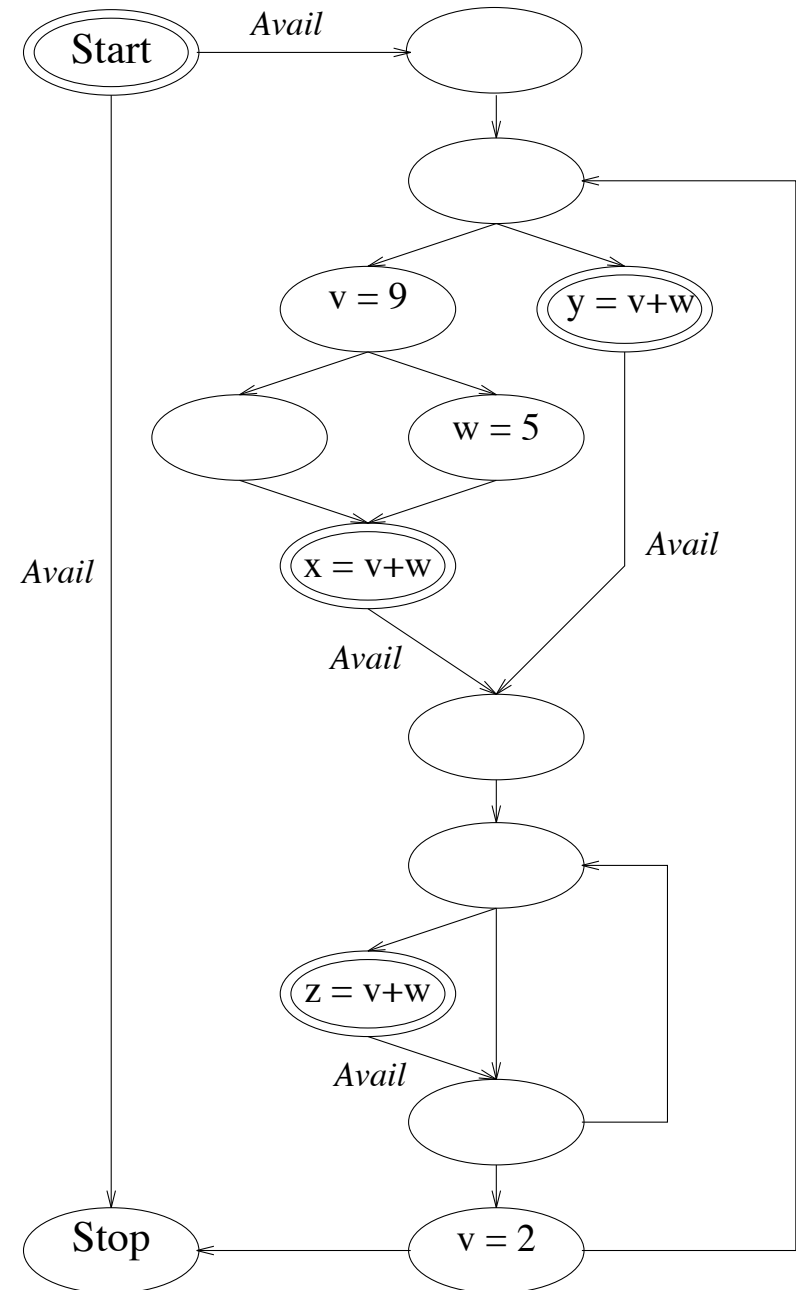 Start
Avail
v = 9
y = v+w
w = 5
Avail
Avail
x = v+w
Avail
z = v+w
Avail
Stop
v = 2